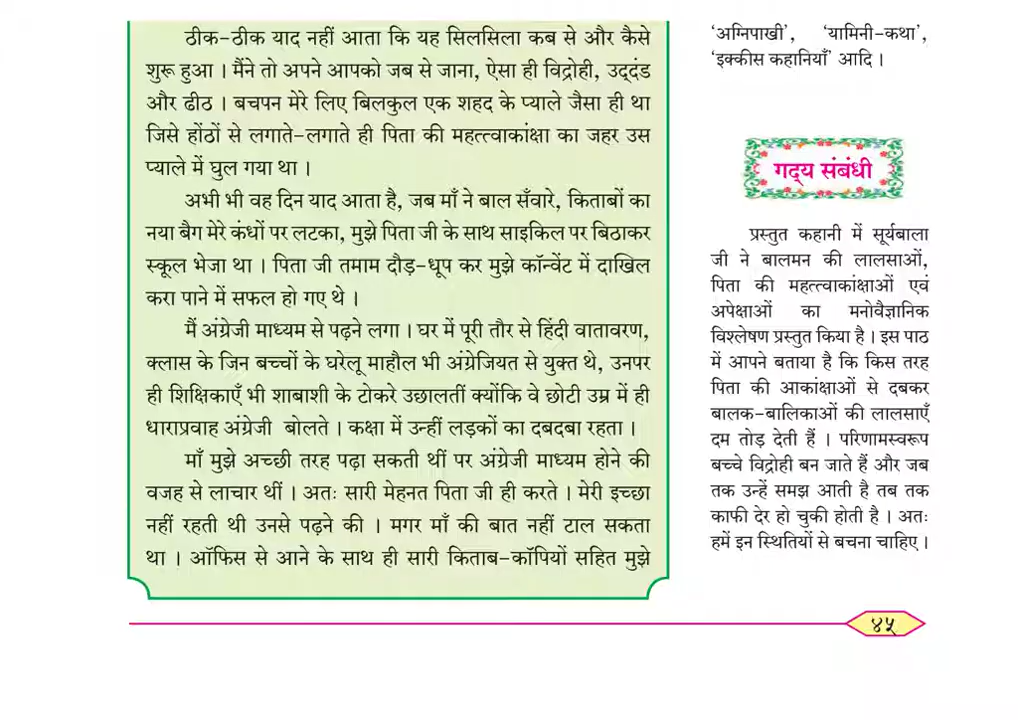 ठीक-ठीक याद नहीं आता कि यह सिलसिला कब से और कैसे
शुरू हुआ । मैंने तो अपने आपको जब से जाना, ऐसा ही विद्रोही, उद्‌दंड
और ढीठ । बचपन मेरे लिए बिलकुल एक शहद के प्याले जैसा ही था
जिसे होंठों से लगाते-लगाते ही पिता की महत्त्वाकांक्षा का जहर उस
प्याले में घुल गया था ।
अभी भी वह दिन याद आता है, जब माँ ने बाल सँवारे, किताबों का
नया बैग मेरे कंधों पर लटका, मुझे पिता जी के साथ साइकिल पर बिठाकर
स्कूल भेजा था । पिता जी तमाम दौड़-धूप कर मुझे कॉन्वेंट में दाखिल
करा पाने में सफल हो गए थे ।
मैं अंग्रेजी माध्यम से पढ़ने लगा । घर में पूरी तौर से हिंदी वातावरण,
क्लास के जिन बच्चों के घरेलू माहौल भी अंग्रेजियत से युक्त थे, उनपर
ही शिक्षिकाएँ भी शाबाशी के टोकरे उछालतीं क्योंकि वे छोटी उम्र में ही
धाराप्रवाह अंग्रेजी बोलते । कक्षा में उन्हीं लड़कों का दबदबा रहता ।
माँ मुझे अच्छी तरह पढ़ा सकती थीं पर अंग्रेजी माध्यम होने की
वजह से लाचार थीं । अतः सारी मेहनत पिता जी ही करते । मेरी इच्छा
नहीं रहती थी उनसे पढ़ने की । मगर माँ की बात नहीं टाल सकता
था । ऑफिस से आने के साथ ही सारी किताब-कॉपियों सहित मुझे
‘अग्निपाखी’, ‘यामिनी-कथा’,
‘इक्कीस कहानियाँ’ आदि ।
गद्‌य संबंधी
प्रस्तुत कहानी में सूर्यबाला
जी ने बालमन की लालसाओं,
पिता की महत्त्वाकांक्षाओं एवं
अपेक्षाओं का मनोवैज्ञानिक
विश्लेषण प्रस्तुत किया है । इस पाठ
में आपने बताया है कि किस तरह
पिता की आकांक्षाओं से दबकर
बालक-बालिकाओं की लालसाएँ
दम तोड़ देती हैं । परिणामस्वरूप
बच्चे विद्रोही बन जाते हैं और जब
तक उन्हें समझ आती है तब तक
काफी देर हो चुकी होती है । अतः
हमें इन स्थितियों से बचना चाहिए ।
४५